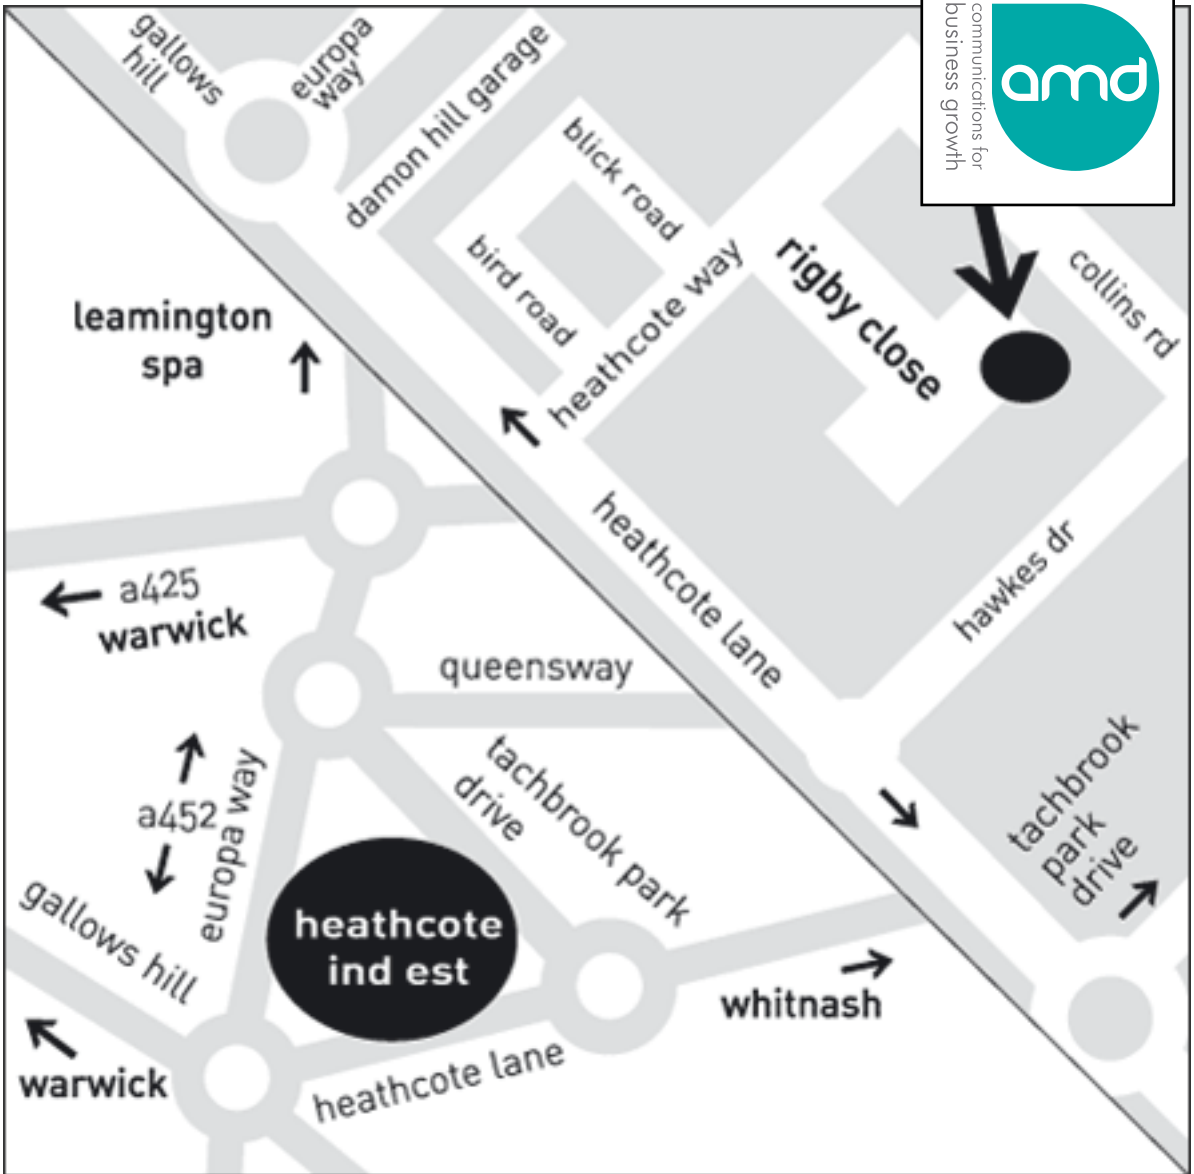 gallows
hill
europa
way
damon hill garage
communications for
business growth
amd
blick road
bird road
heathcote way
rigby close
collins rd
leamington
spa
heathcote lane
hawkes dr
a425
warwick
queensway
tachbrook park
drive
a452
europa way
gallows hill
heathcote
ind est
tachbrook
park
drive
whitnash
warwick
heathcote lane